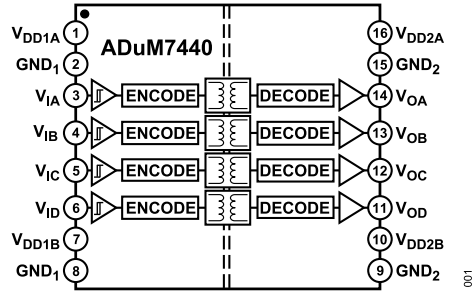 ADuM7440
V_DD1A 1 16 V_DD2A
GND_1 2 15 GND_2
V_IA 3 ENCODE DECODE 14 V_OA
V_IB 4 ENCODE DECODE 13 V_OB
V_IC 5 ENCODE DECODE 12 V_OC
V_ID 6 ENCODE DECODE 11 V_OD
V_DD1B 7 10 V_DD2B
GND_1 8 9 GND_2
001